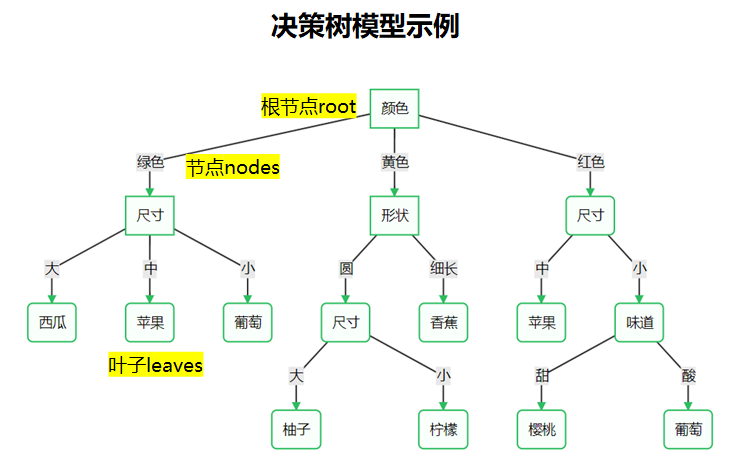 决策树模型示例
根节点root
颜色
绿色
节点nodes
黄色
红色
尺寸
形状
尺寸
大
中
小
圆
细长
中
小
西瓜
苹果
葡萄
尺寸
香蕉
苹果
味道
叶子leaves
大
小
甜
酸
柚子
柠檬
樱桃
葡萄